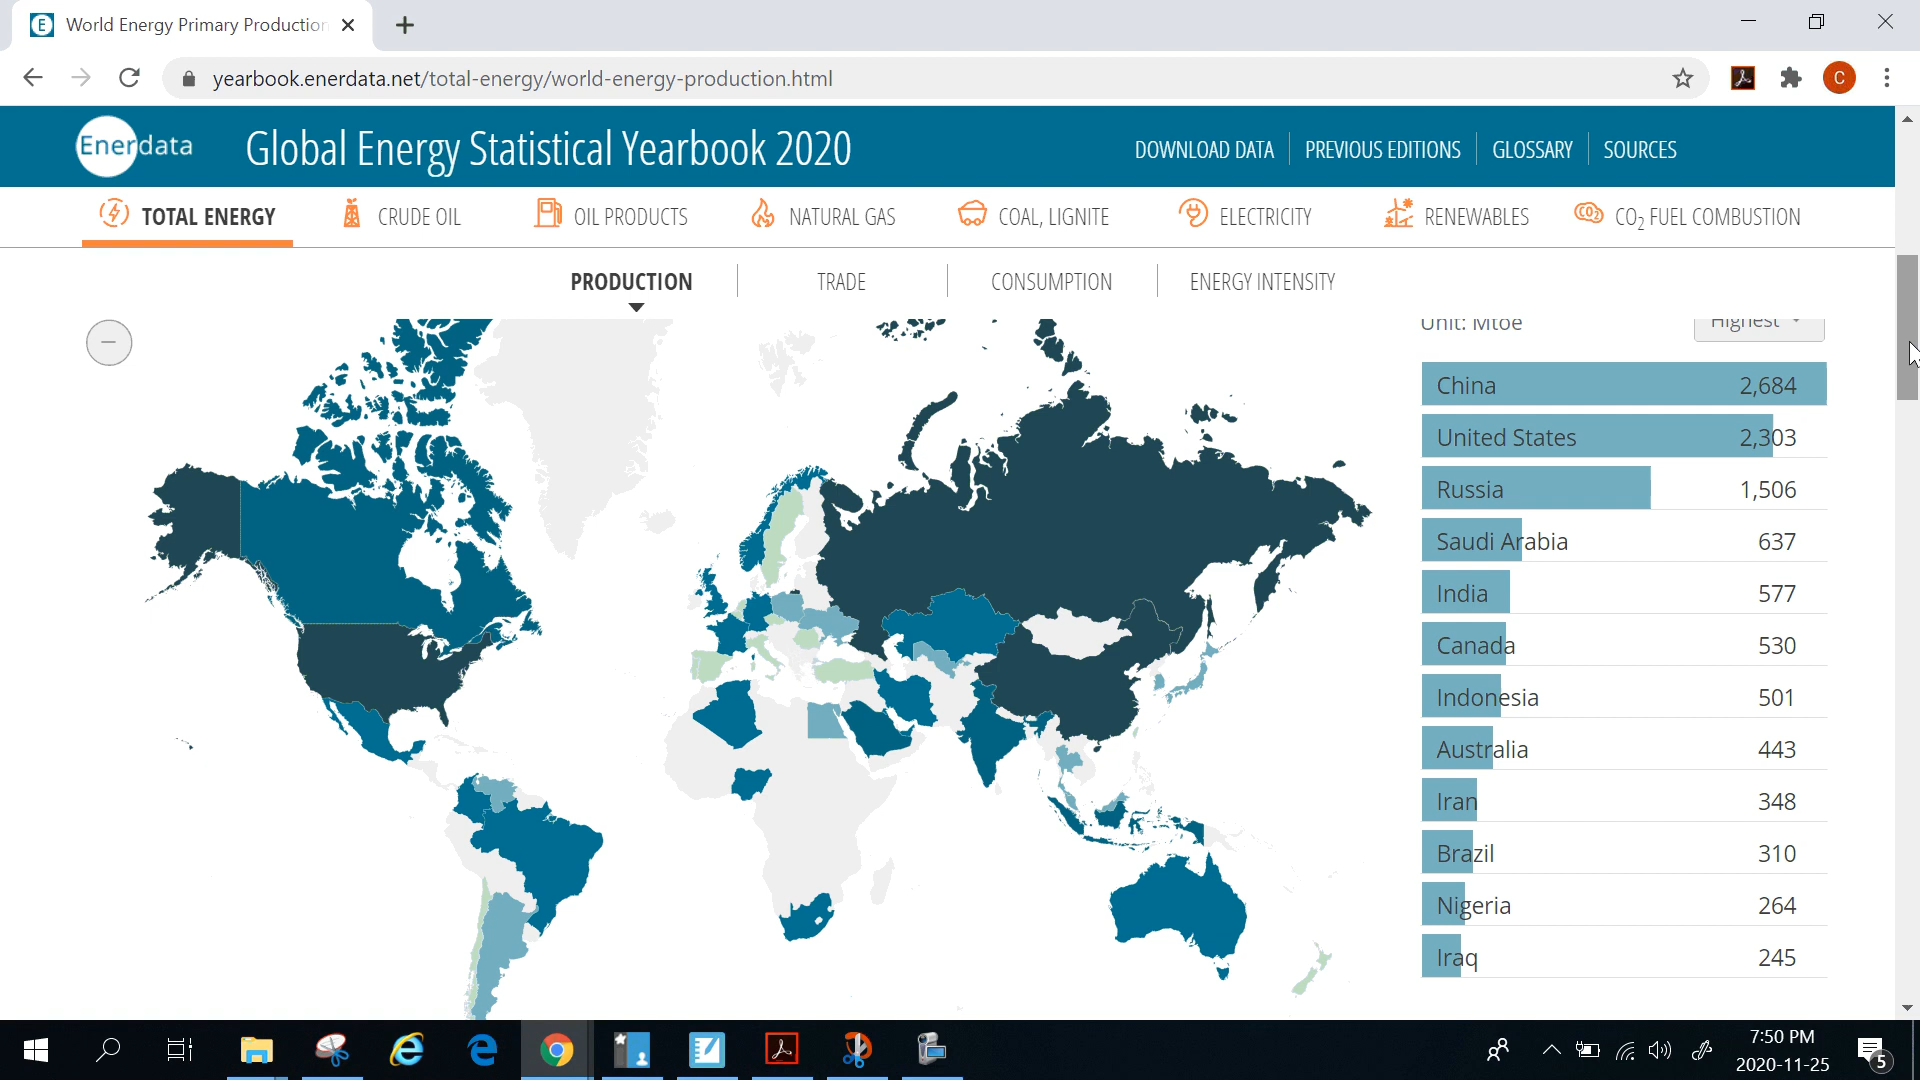 World Energy Primary Production
yearbook.enerdata.net/total-energy/world-energy-production.html
C
Enerdata
Global Energy Statistical Yearbook 2020
DOWNLOAD DATA
PREVIOUS EDITIONS
GLOSSARY
SOURCES
TOTAL ENERGY
CRUDE OIL
OIL PRODUCTS
NATURAL GAS
COAL, LIGNITE
ELECTRICITY
RENEWABLES
CO2 FUEL COMBUSTION
PRODUCTION
TRADE
CONSUMPTION
ENERGY INTENSITY
Unit: Mtoe
Highest
China 2,684
United States 2,303
Russia 1,506
Saudi Arabia 637
India 577
Canada 530
Indonesia 501
Australia 443
Iran 348
Brazil 310
Nigeria 264
Iraq 245
7:50 PM
2020-11-25
5